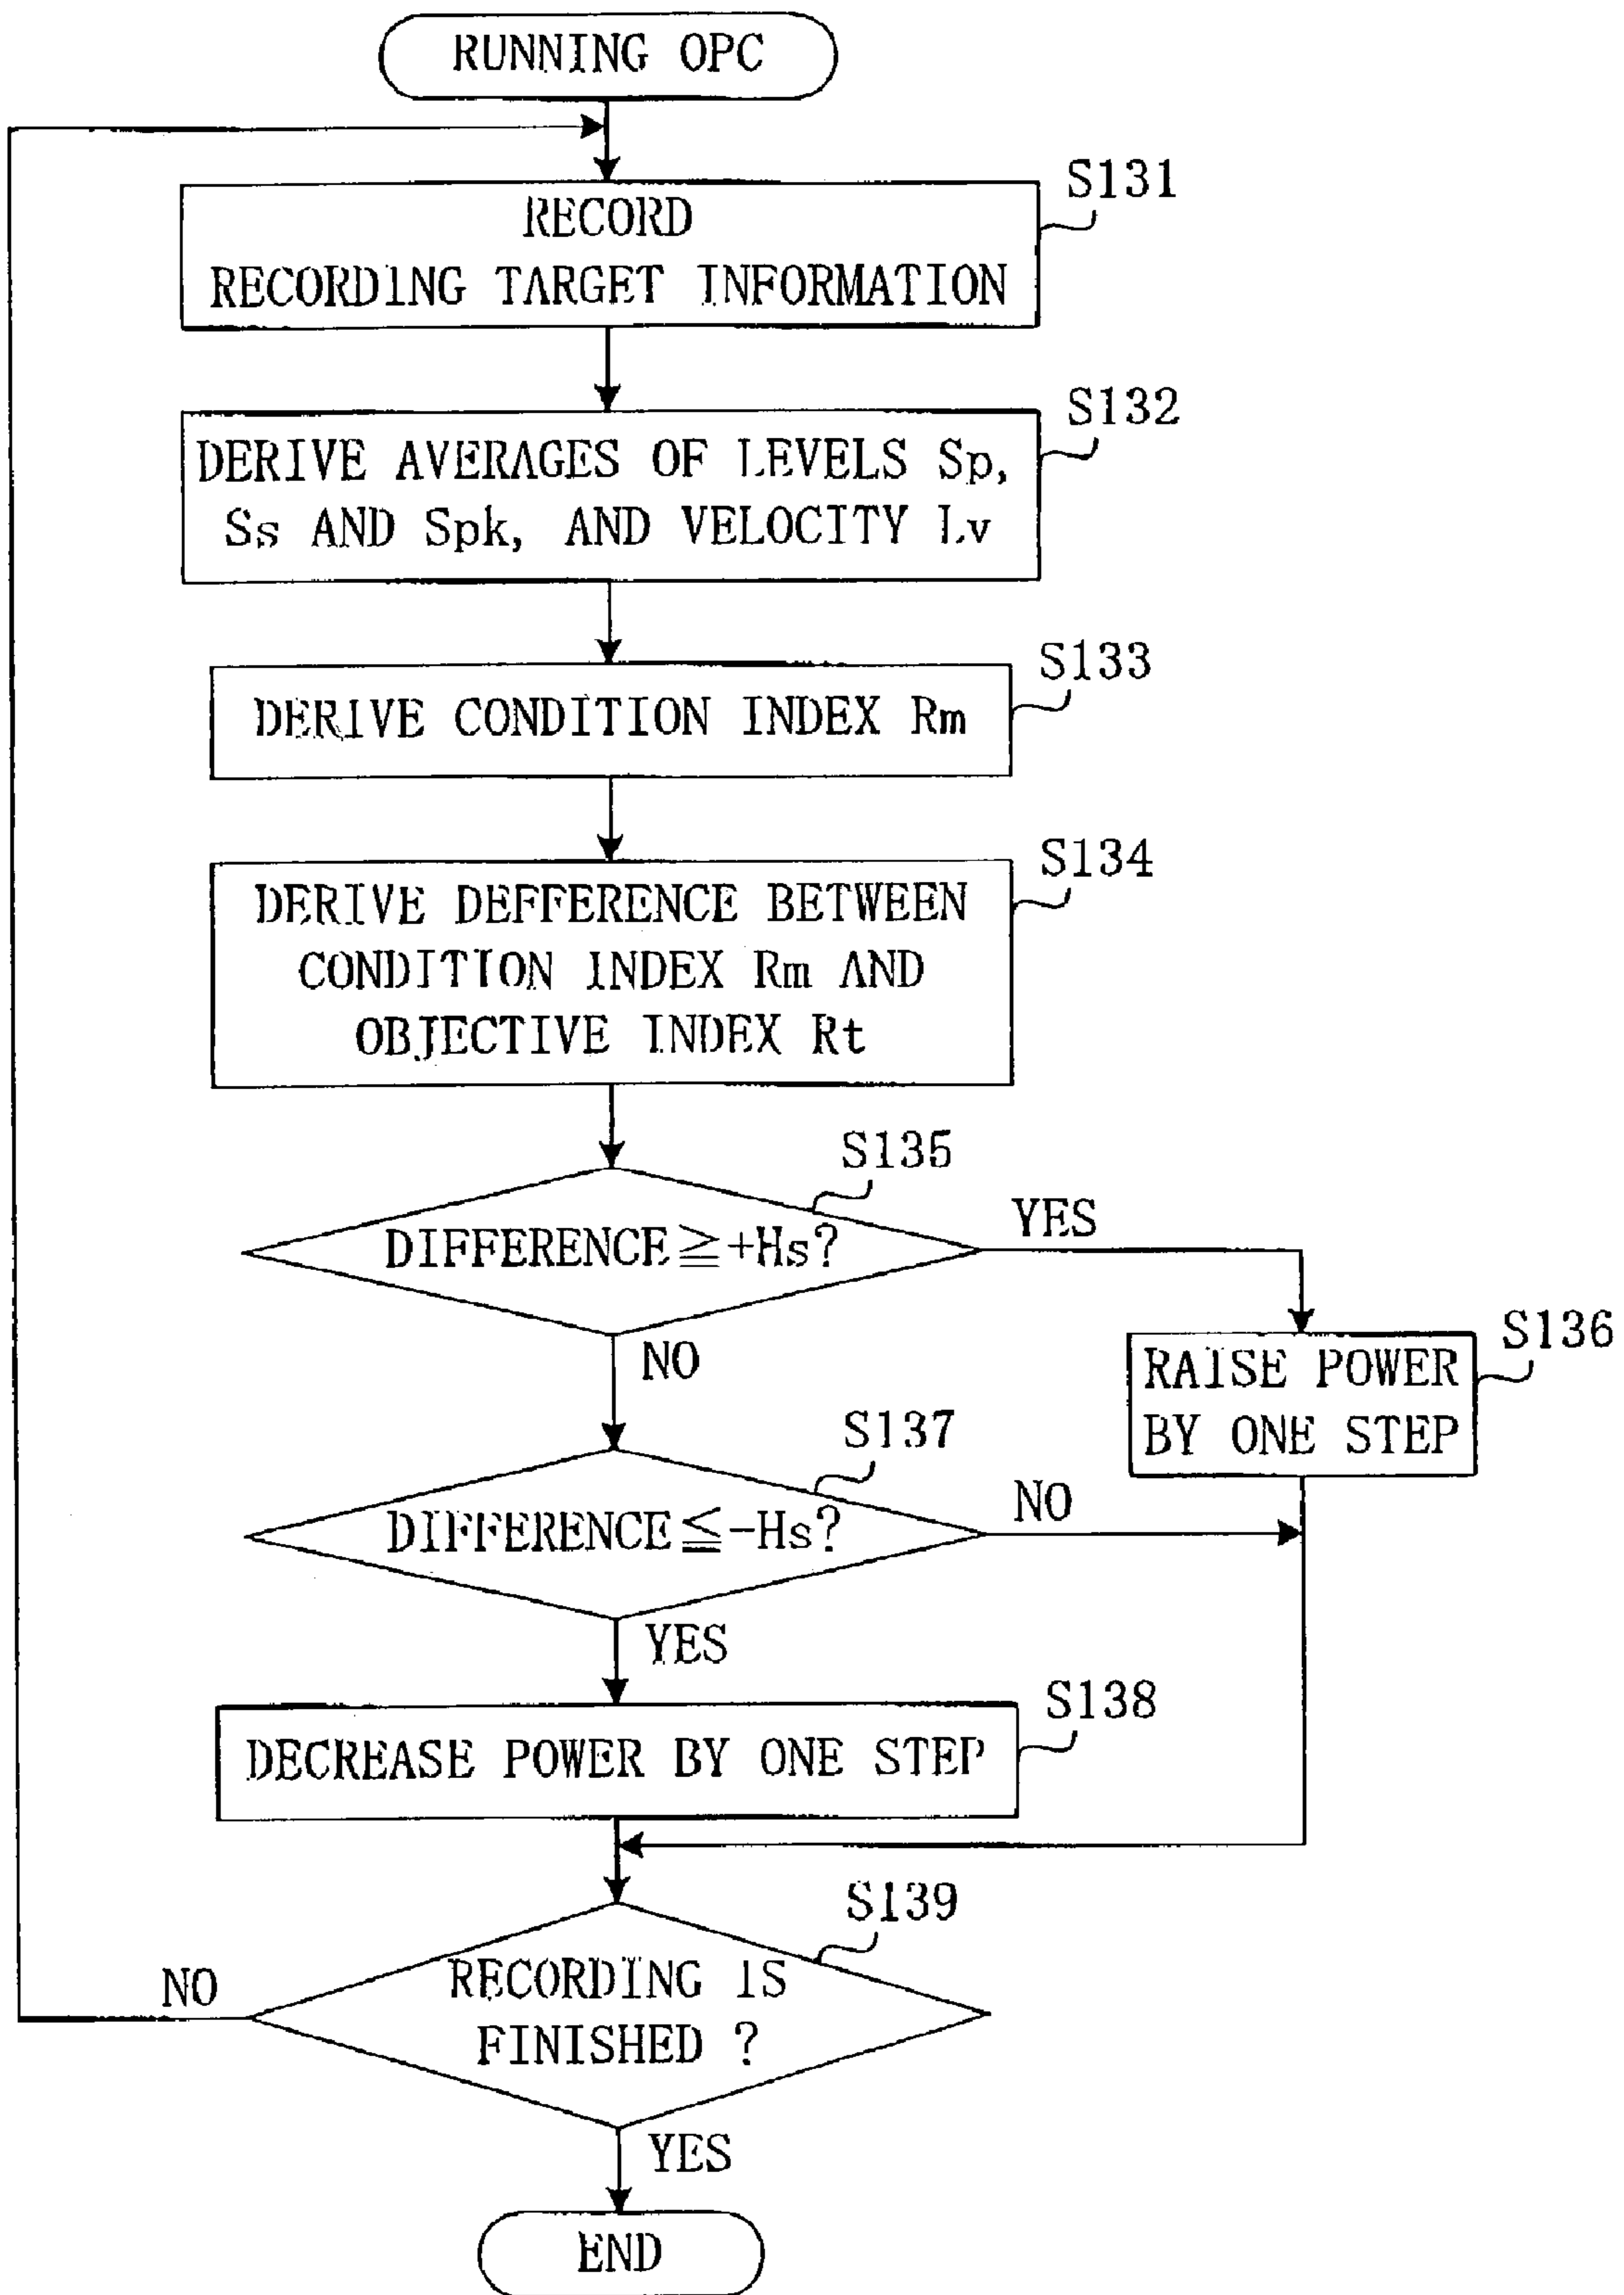 RUNNING OPC
S131
RECORD
RECORDING TARGET INFORMATION
S132
DERIVE AVERAGES OF LEVELS Sp,
Ss AND Spk, AND VELOCITY Lv
S133
DERIVE CONDITION INDEX Rm
S134
DERIVE DEFFERENCE BETWEEN
CONDITION INDEX Rm AND
OBJECTIVE INDEX Rt
S135
DIFFERENCE≧+Hs?
YES
NO
S136
RAISE POWER
BY ONE STEP
S137
DIFFERENCE≦-Hs?
NO
YES
S138
DECREASE POWER BY ONE STEP
S139
RECORDING IS
FINISHED ?
NO
YES
END